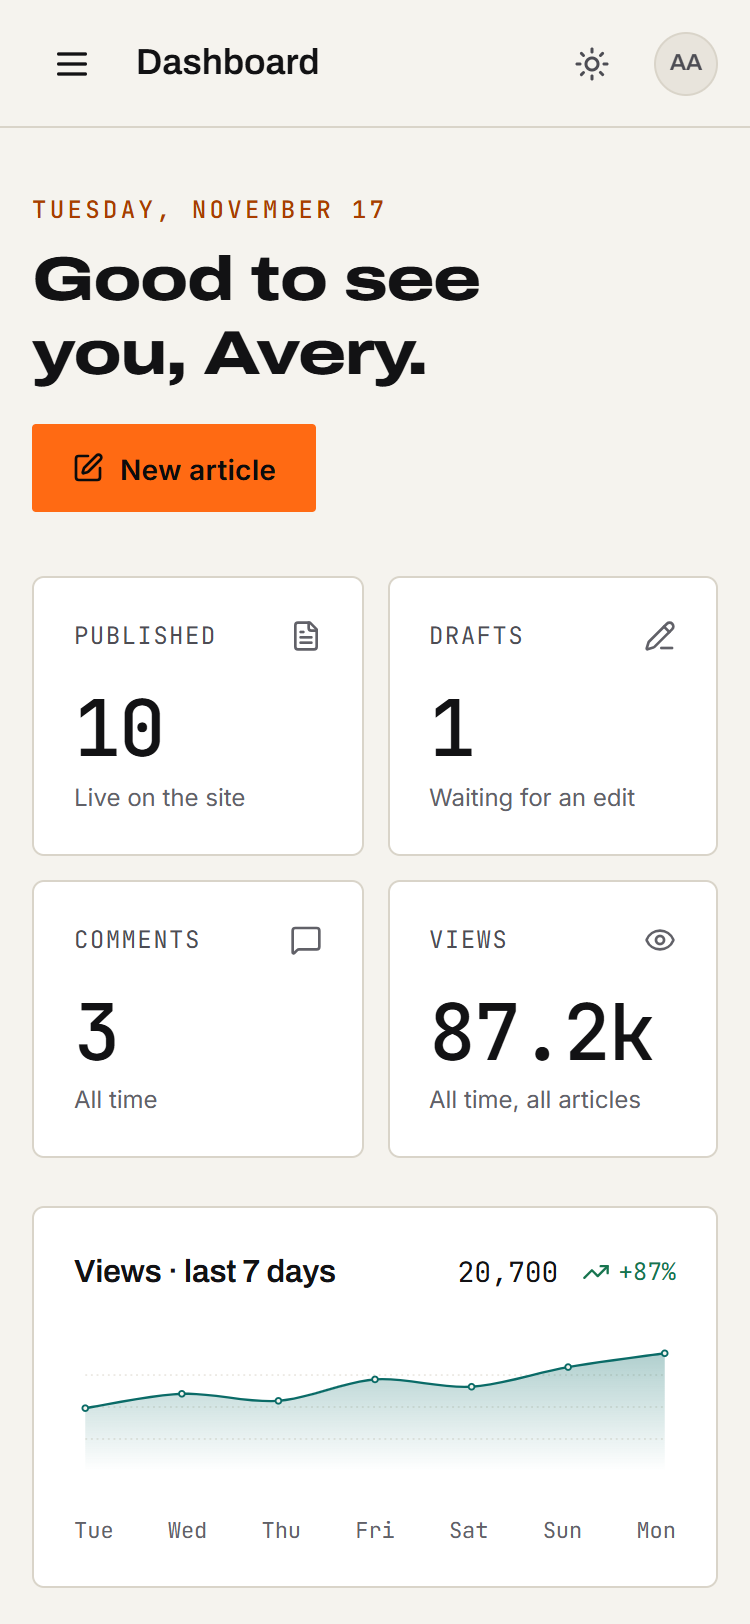 Dashboard
AA
TUESDAY, NOVEMBER 17
Good to see
you, Avery.
New article
PUBLISHED
10
Live on the site
DRAFTS
1
Waiting for an edit
COMMENTS
3
All time
VIEWS
87.2k
All time, all articles
Views · last 7 days
20,700
+87%
Tue Wed Thu Fri Sat Sun Mon